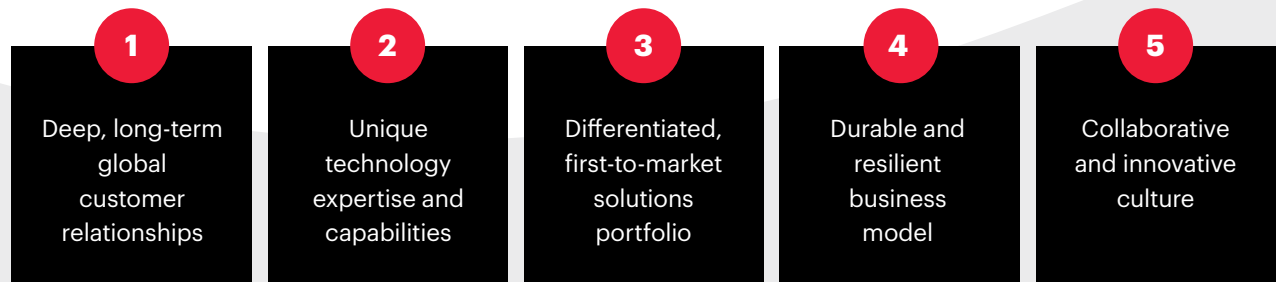 1
Deep, long-term
global
customer
relationships
2
Unique
technology
expertise and
capabilities
3
Differentiated,
first-to-market
solutions
portfolio
4
Durable and
resilient
business
model
5
Collaborative
and innovative
culture